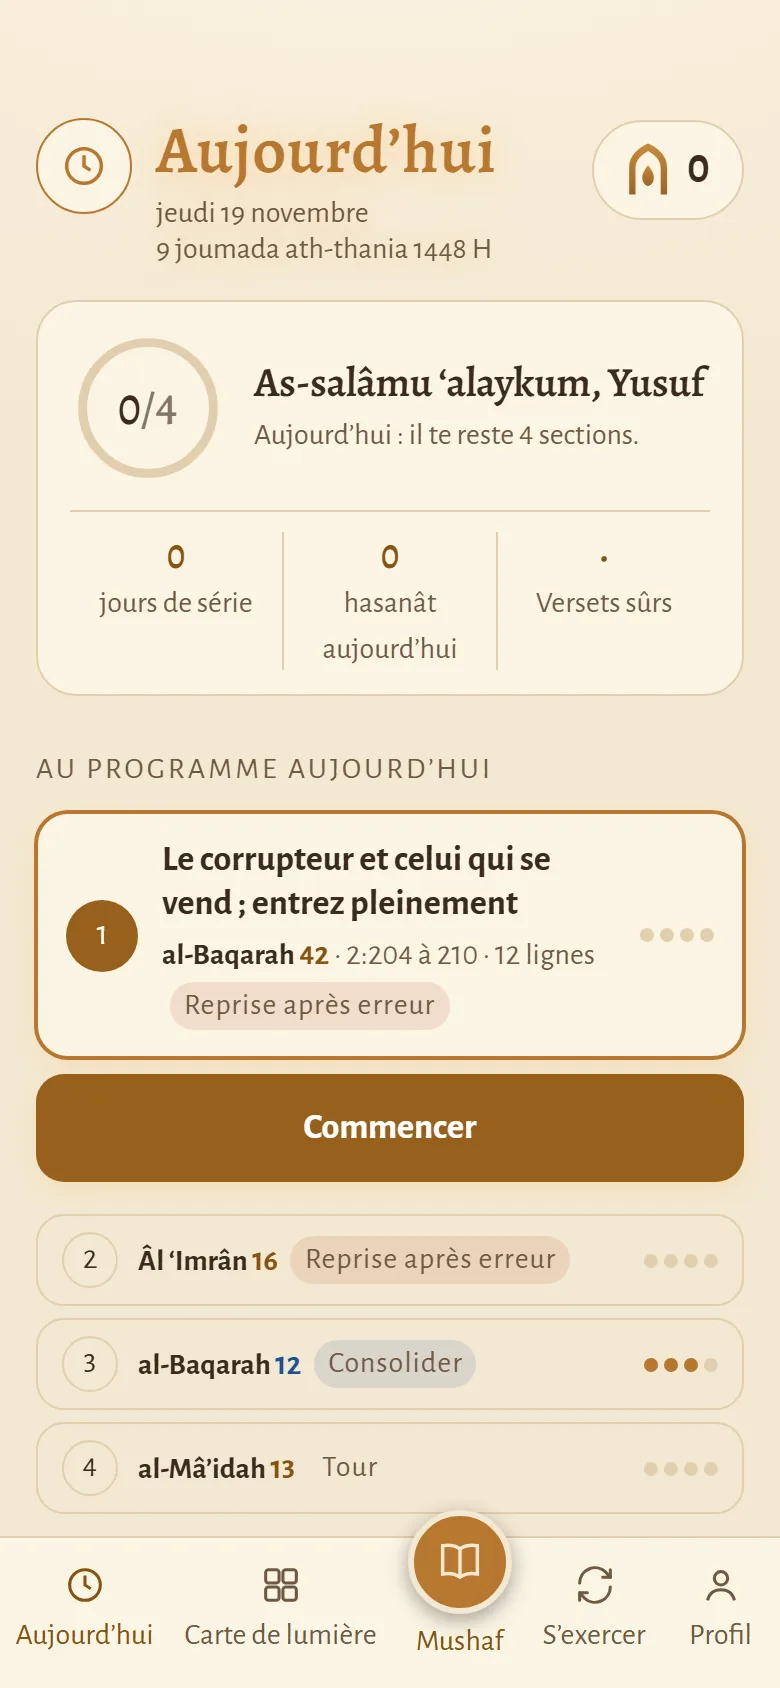 Aujourd’hui
0
jeudi 19 novembre
9 joumada ath-thania 1448 H
0/4
As-salâmu ‘alaykum, Yusuf
Aujourd’hui : il te reste 4 sections.
0
jours de série
0
hasanât
aujourd’hui
·
Versets sûrs
AU PROGRAMME AUJOURD’HUI
1
Le corrupteur et celui qui se
vend ; entrez pleinement
al-Baqarah 42 · 2:204 à 210 · 12 lignes
Reprise après erreur
Commencer
2 Âl ‘Imrân 16 Reprise après erreur
3 al-Baqarah 12 Consolider
4 al-Mâ’idah 13 Tour
Aujourd’hui
Carte de lumière
Mushaf
S’exercer
Profil